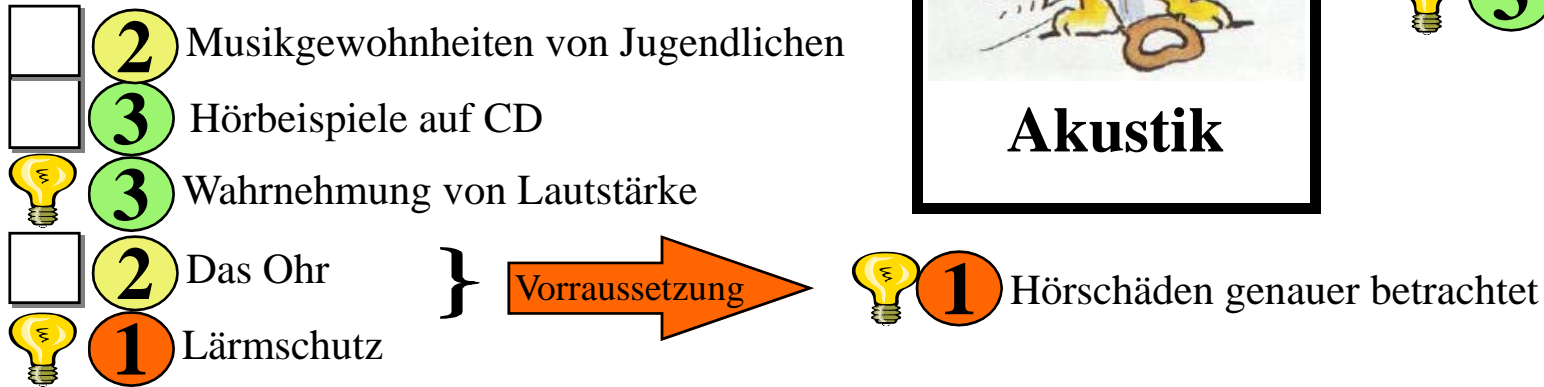 2 Musikgewohnheiten von Jugendlichen
3 Hörbeispiele auf CD
3 Wahrnehmung von Lautstärke
2 Das Ohr
1 Lärmschutz
} Vorraussetzung
1 Hörschäden genauer betrachtet
Akustik
3